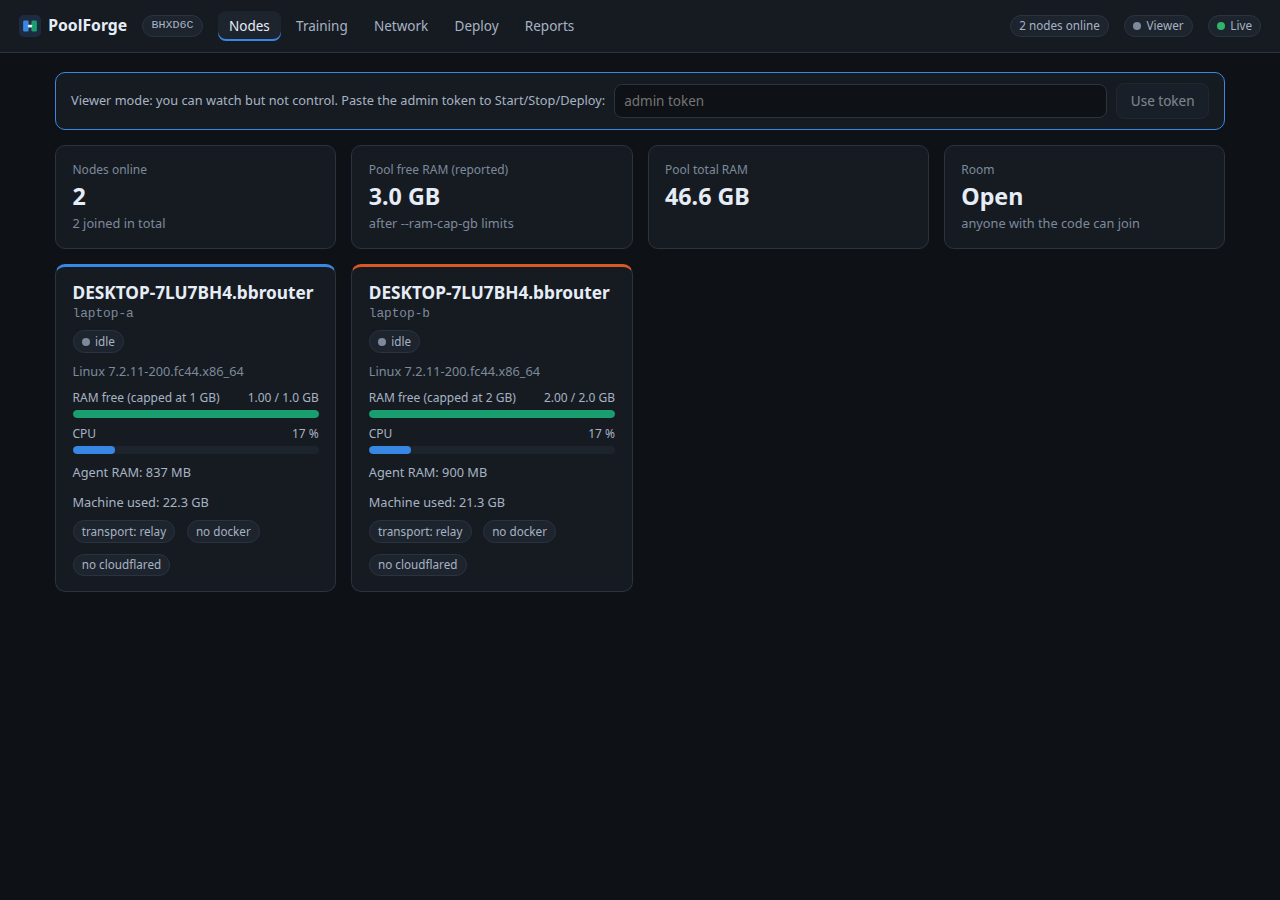 PoolForge BHXD6C Nodes Training Network Deploy Reports 2 nodes online Viewer Live
Viewer mode: you can watch but not control. Paste the admin token to Start/Stop/Deploy: admin token Use token
Nodes online
2
2 joined in total
Pool free RAM (reported)
3.0 GB
after --ram-cap-gb limits
Pool total RAM
46.6 GB
Room
Open
anyone with the code can join
DESKTOP-7LU7BH4.bbrouter
laptop-a
idle
Linux 7.2.11-200.fc44.x86_64
RAM free (capped at 1 GB) 1.00 / 1.0 GB
CPU 17 %
Agent RAM: 837 MB
Machine used: 22.3 GB
transport: relay no docker
no cloudflared
DESKTOP-7LU7BH4.bbrouter
laptop-b
idle
Linux 7.2.11-200.fc44.x86_64
RAM free (capped at 2 GB) 2.00 / 2.0 GB
CPU 17 %
Agent RAM: 900 MB
Machine used: 21.3 GB
transport: relay no docker
no cloudflared